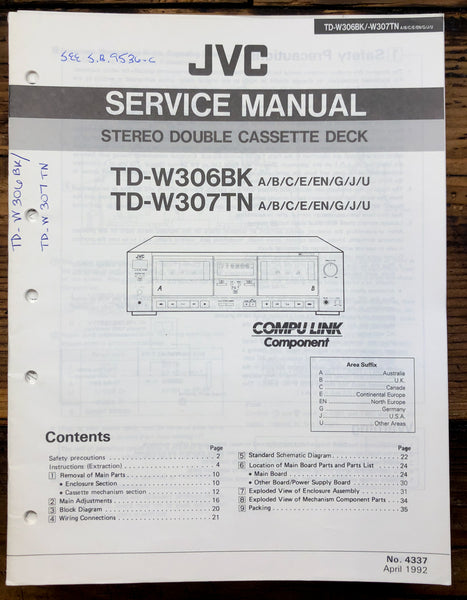 TD-W306BK/-W307TN A/B/C/E/EN/G/J/U
SEE S.B. 9536-C
JVC
SERVICE MANUAL
STEREO DOUBLE CASSETTE DECK
TD-W306BK/
TD-W307TN
TD-W306BK A/B/C/E/EN/G/J/U
TD-W307TN A/B/C/E/EN/G/J/U
JVC
A
B
COMPU LINK
Component
Area Suffix
A Australia
B U.K.
C Canada
E Continental Europe
EN North Europe
G Germany
J U.S.A.
U Other Areas
Contents
Page
Safety precautions 2
Instructions (Extraction) 4
1 Removal of Main Parts 10
• Enclosure Section 10
• Cassette mechanism section 12
2 Main Adjustments 16
3 Block Diagram 20
4 Wiring Connections 21
Page
5 Standard Schematic Diagram 22
6 Location of Main Board Parts and Parts List 24
• Main Board 24
• Other Board/Power Supply Board 30
7 Exploded View of Enclosure Assembly 31
8 Exploded View of Mechanism Component Parts 34
9 Packing 35
No. 4337
April 1992